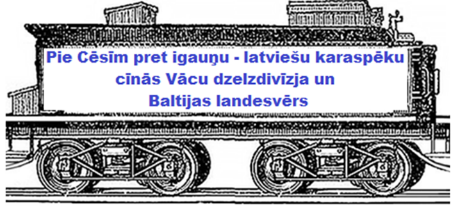 Pie Cēsīm pret igauņu - latviešu karaspēku
cīnās Vācu dzelzdivīzja un
Baltijas landesvērs